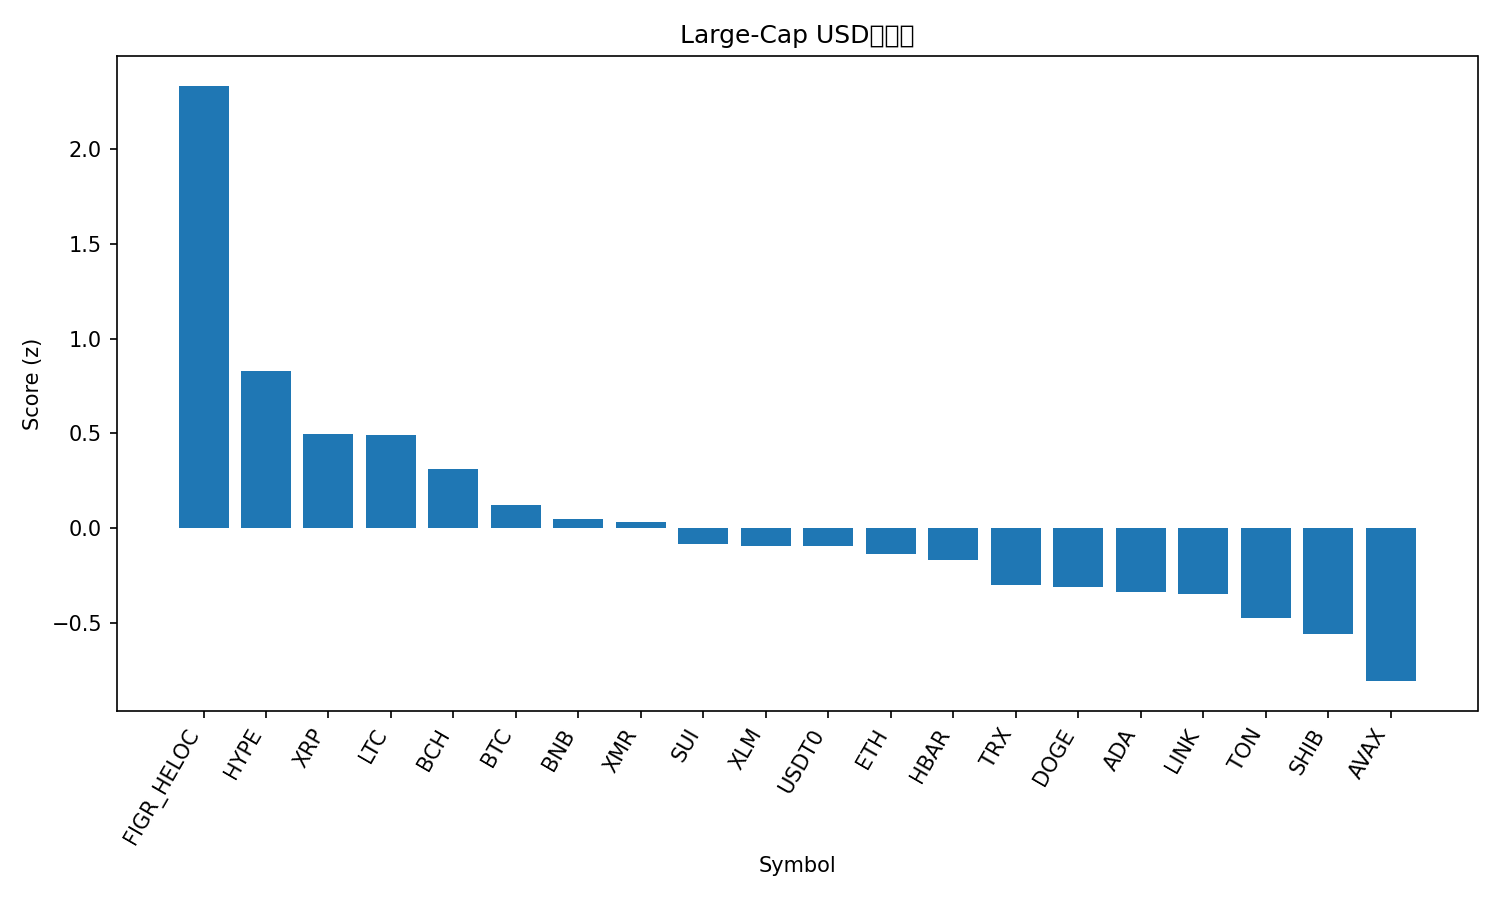 Large-Cap USD
Score (z)
2.0
1.5
1.0
0.5
0.0
−0.5
FIGR_HELOC
HYPE
XRP
LTC
BCH
BTC
BNB
XMR
SUI
XLM
USDT0
ETH
HBAR
TRX
DOGE
ADA
LINK
TON
SHIB
AVAX
Symbol